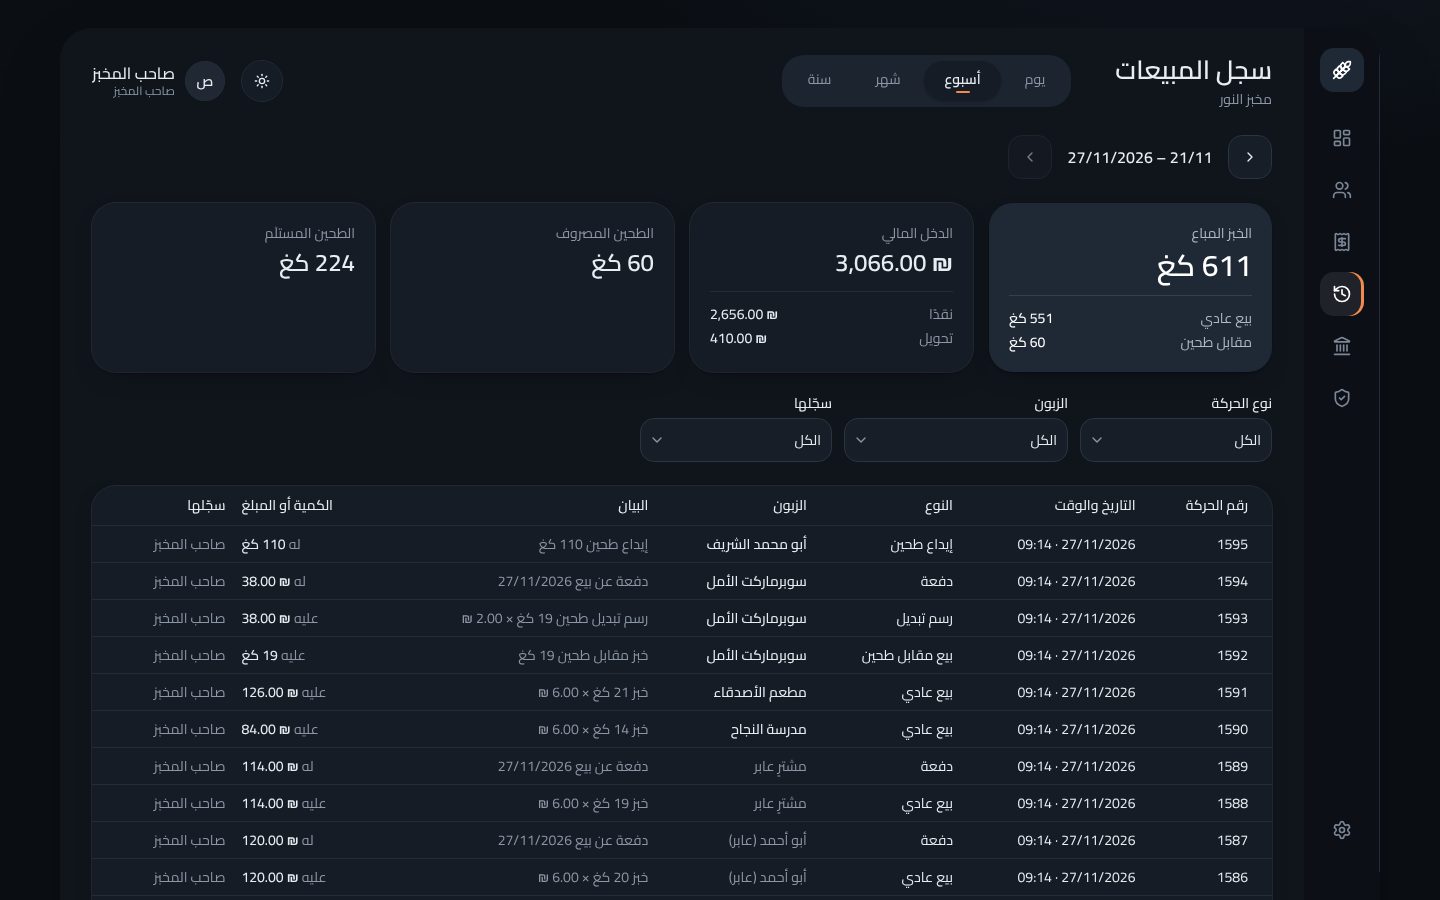 سجل المبيعات
مخبز النور
يوم
أسبوع
شهر
سنة
ص
صاحب المخبز
صاحب المخبز
21/11 – 27/11/2026
الخبز المباع
611 كغ
بيع عادي 551 كغ
مقابل طحين 60 كغ
الدخل المالي
₪ 3,066.00
نقدًا ₪ 2,656.00
تحويل ₪ 410.00
الطحين المصروف
60 كغ
الطحين المستلم
224 كغ
نوع الحركة
الكل
الزبون
الكل
سجّلها
الكل
رقم الحركة التاريخ والوقت النوع الزبون البيان الكمية أو المبلغ سجّلها
1595 27/11/2026 · 09:14 إيداع طحين أبو محمد الشريف إيداع طحين 110 كغ له 110 كغ صاحب المخبز
1594 27/11/2026 · 09:14 دفعة سوبرماركت الأمل دفعة عن بيع 27/11/2026 له ₪ 38.00 صاحب المخبز
1593 27/11/2026 · 09:14 رسم تبديل سوبرماركت الأمل رسم تبديل طحين 19 كغ × 2.00 ₪ عليه ₪ 38.00 صاحب المخبز
1592 27/11/2026 · 09:14 بيع مقابل طحين سوبرماركت الأمل خبز مقابل طحين 19 كغ عليه 19 كغ صاحب المخبز
1591 27/11/2026 · 09:14 بيع عادي مطعم الأصدقاء خبز 21 كغ × 6.00 ₪ عليه ₪ 126.00 صاحب المخبز
1590 27/11/2026 · 09:14 بيع عادي مدرسة النجاح خبز 14 كغ × 6.00 ₪ عليه ₪ 84.00 صاحب المخبز
1589 27/11/2026 · 09:14 دفعة مشترٍ عابر دفعة عن بيع 27/11/2026 له ₪ 114.00 صاحب المخبز
1588 27/11/2026 · 09:14 بيع عادي مشترٍ عابر خبز 19 كغ × 6.00 ₪ عليه ₪ 114.00 صاحب المخبز
1587 27/11/2026 · 09:14 دفعة أبو أحمد (عابر) دفعة عن بيع 27/11/2026 له ₪ 120.00 صاحب المخبز
1586 27/11/2026 · 09:14 بيع عادي أبو أحمد (عابر) خبز 20 كغ × 6.00 ₪ عليه ₪ 120.00 صاحب المخبز